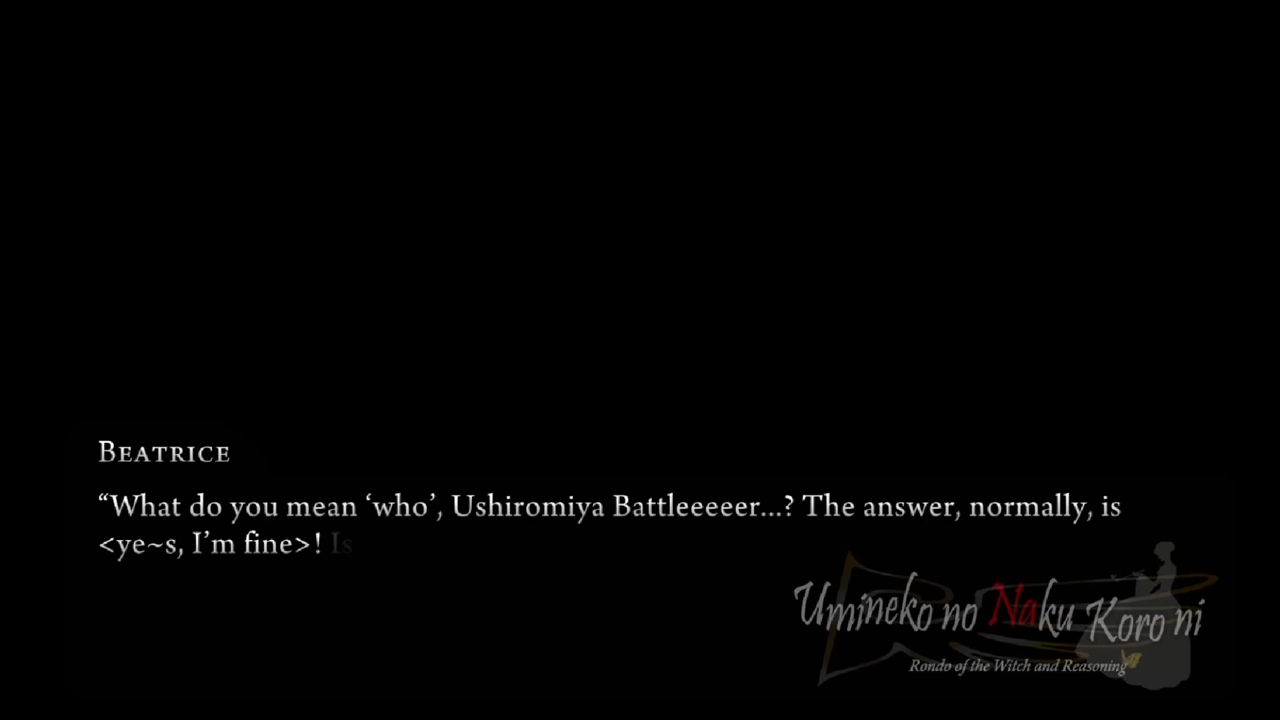 BEATRICE
“What do you mean ‘who’, Ushiromiya Battleeeeer...? The answer, normally, is
<ye~s, I’m fine>! Is
Umineko no Naku Koro ni
Rondo of the Witch and Reasoning